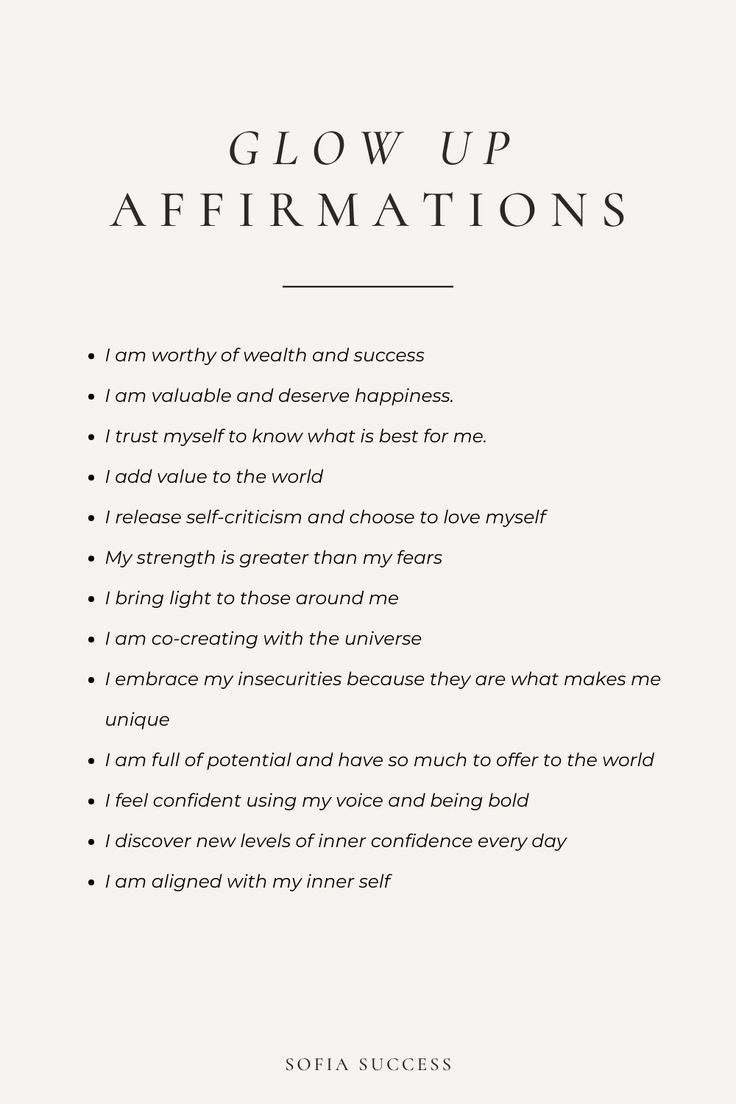 GLOW UP
AFFIRMATIONS
• I am worthy of wealth and success
• I am valuable and deserve happiness.
• I trust myself to know what is best for me.
• I add value to the world
• I release self-criticism and choose to love myself
• My strength is greater than my fears
• I bring light to those around me
• I am co-creating with the universe
• I embrace my insecurities because they are what makes me
unique
• I am full of potential and have so much to offer to the world
• I feel confident using my voice and being bold
• I discover new levels of inner confidence every day
• I am aligned with my inner self
SOFIA SUCCESS